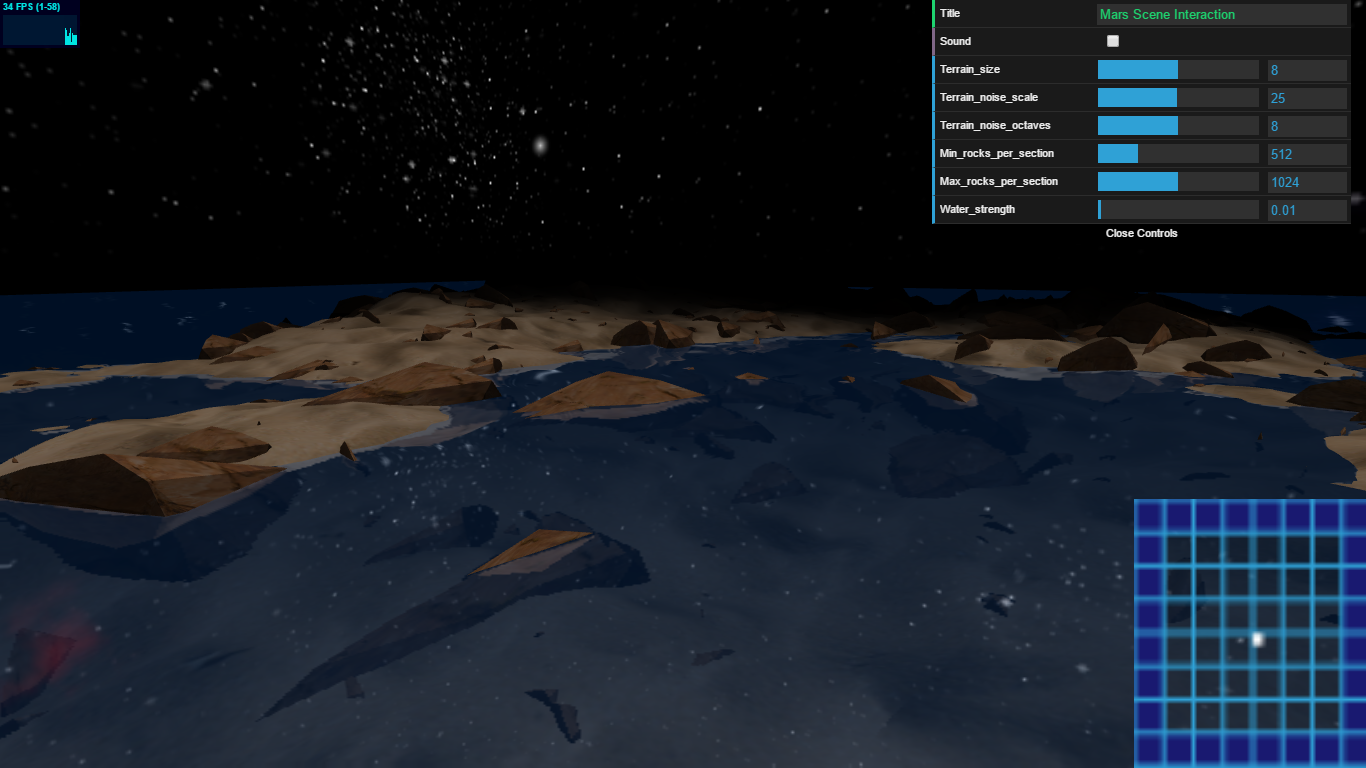 34 FPS (1-58)
Title Mars Scene Interaction
Sound
Terrain_size 8
Terrain_noise_scale 25
Terrain_noise_octaves 8
Min_rocks_per_section 512
Max_rocks_per_section 1024
Water_strength 0.01
Close Controls